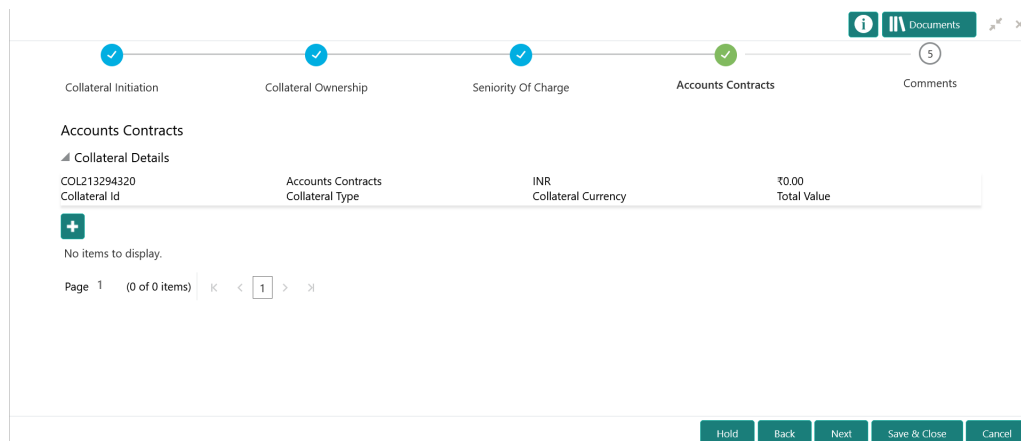 Documents
5
Collateral Initiation Collateral Ownership Seniority Of Charge Accounts Contracts Comments
Accounts Contracts
Collateral Details
COL213294320 Accounts Contracts INR ₹0.00
Collateral Id Collateral Type Collateral Currency Total Value
No items to display.
Page 1 (0 of 0 items) 1
Hold Back Next Save & Close Cancel